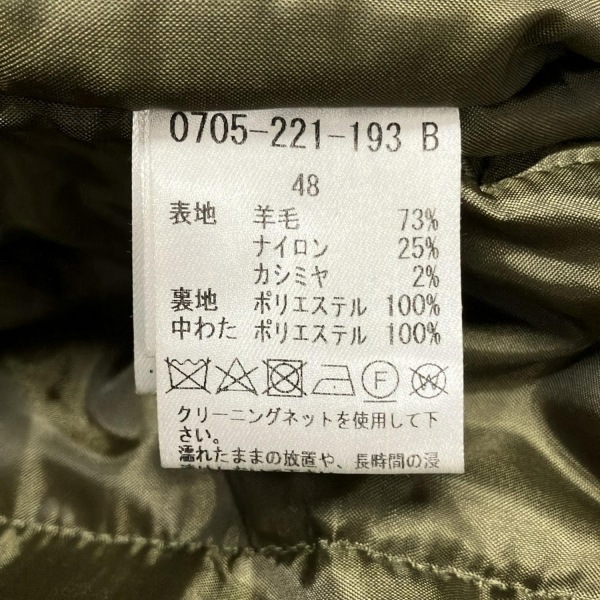 0705-221-193 B
48
表地 羊毛 73%
ナイロン 25%
カシミヤ 2%
裏地 ポリエステル 100%
中わた ポリエステル 100%
F W
クリーニングネットを使用して下
さい。
濡れたままの放置や、長時間の浸